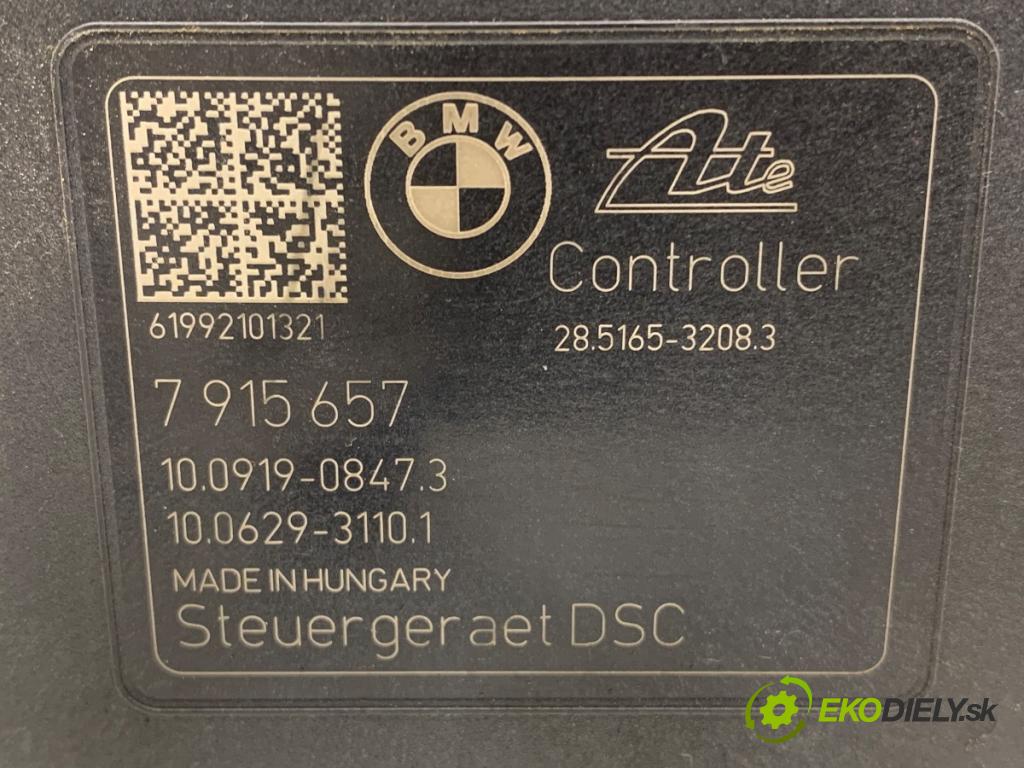 BMW
Ate
Controller
61992101321
28.5165-3208.3
7 915 657
10.0919-0847.3
10.0629-3110.1
MADE IN HUNGARY
Steuergeraet DSC
EKODIELY.sk